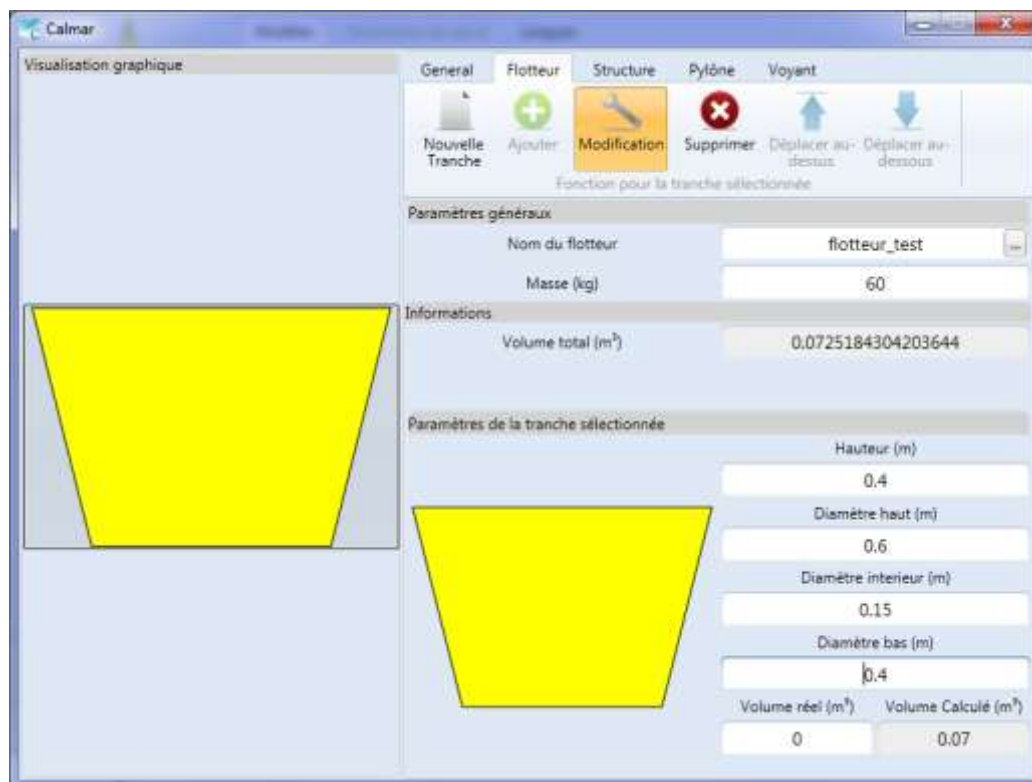 Calmar
Visualisation graphique
General Flotteur Structure Pylône Voyant
Nouvelle Tranche
Ajouter
Modification
Supprimer
Déplacer au-dessus
Déplacer au-dessous
Fonction pour la tranche sélectionnée
Paramètres généraux
Nom du flotteur flotteur_test ...
Masse (kg) 60
Informations
Volume total (m³) 0.0725184304203644
Paramètres de la tranche sélectionnée
Hauteur (m)
0.4
Diamètre haut (m)
0.6
Diamètre interieur (m)
0.15
Diamètre bas (m)
0.4
Volume réel (m³) Volume Calculé (m³)
0 0.07